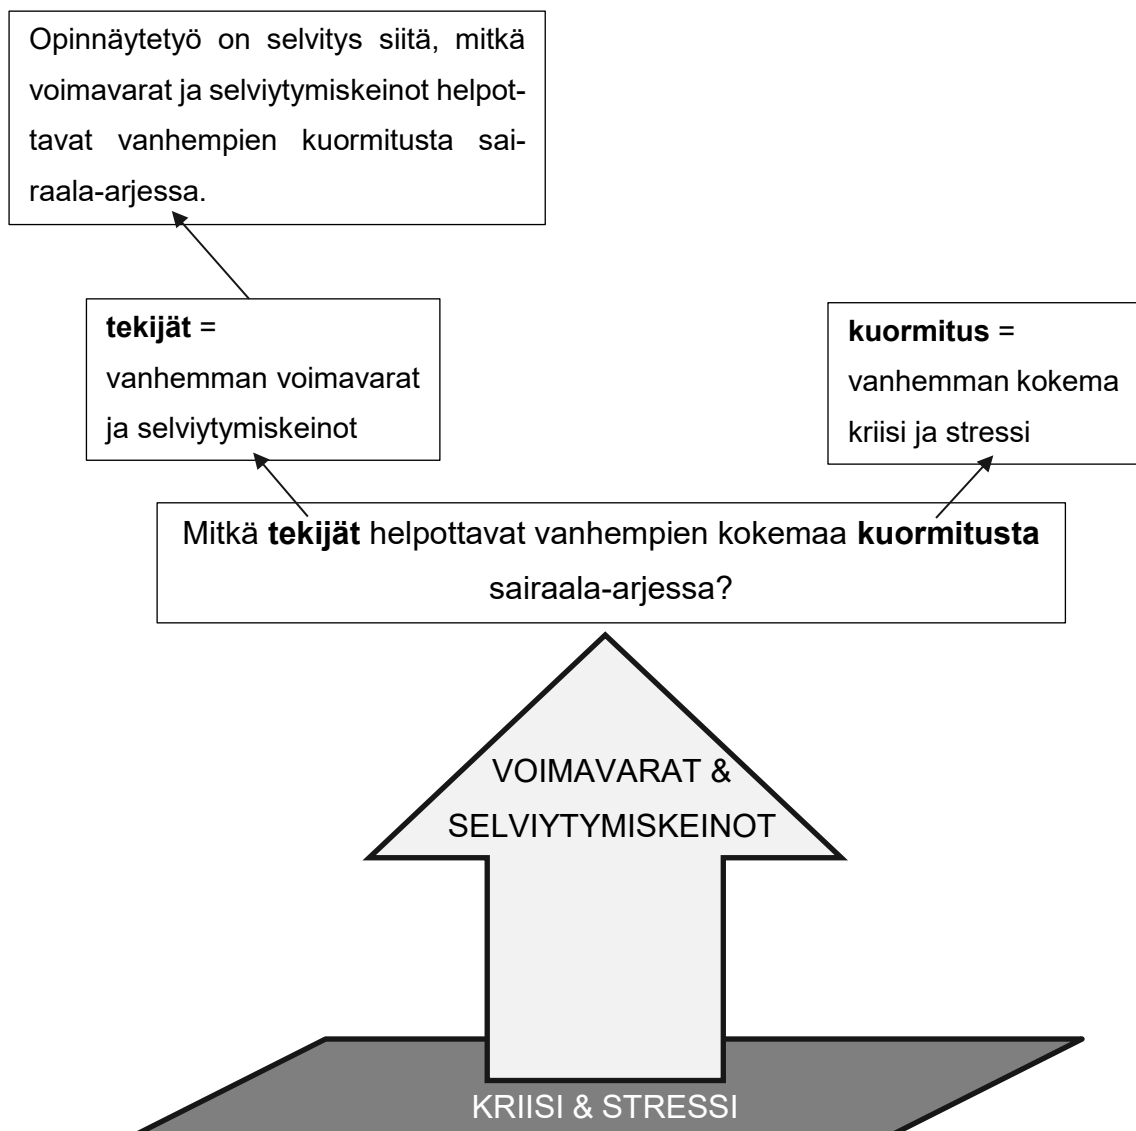 Opinnäytetyö on selvitys siitä, mitkä
voimavarat ja selviytymiskeinot helpot-
tavat vanhempien kuormitusta sai-
raala-arjessa.
tekijät =
vanhemman voimavarat
ja selviytymiskeinot
kuormitus =
vanhemman kokema
kriisi ja stressi
Mitkä tekijät helpottavat vanhempien kokemaa kuormitusta
sairaala-arjessa?
VOIMAVARAT &
SELVIYTYMISKEINOT
KRIISI & STRESSI